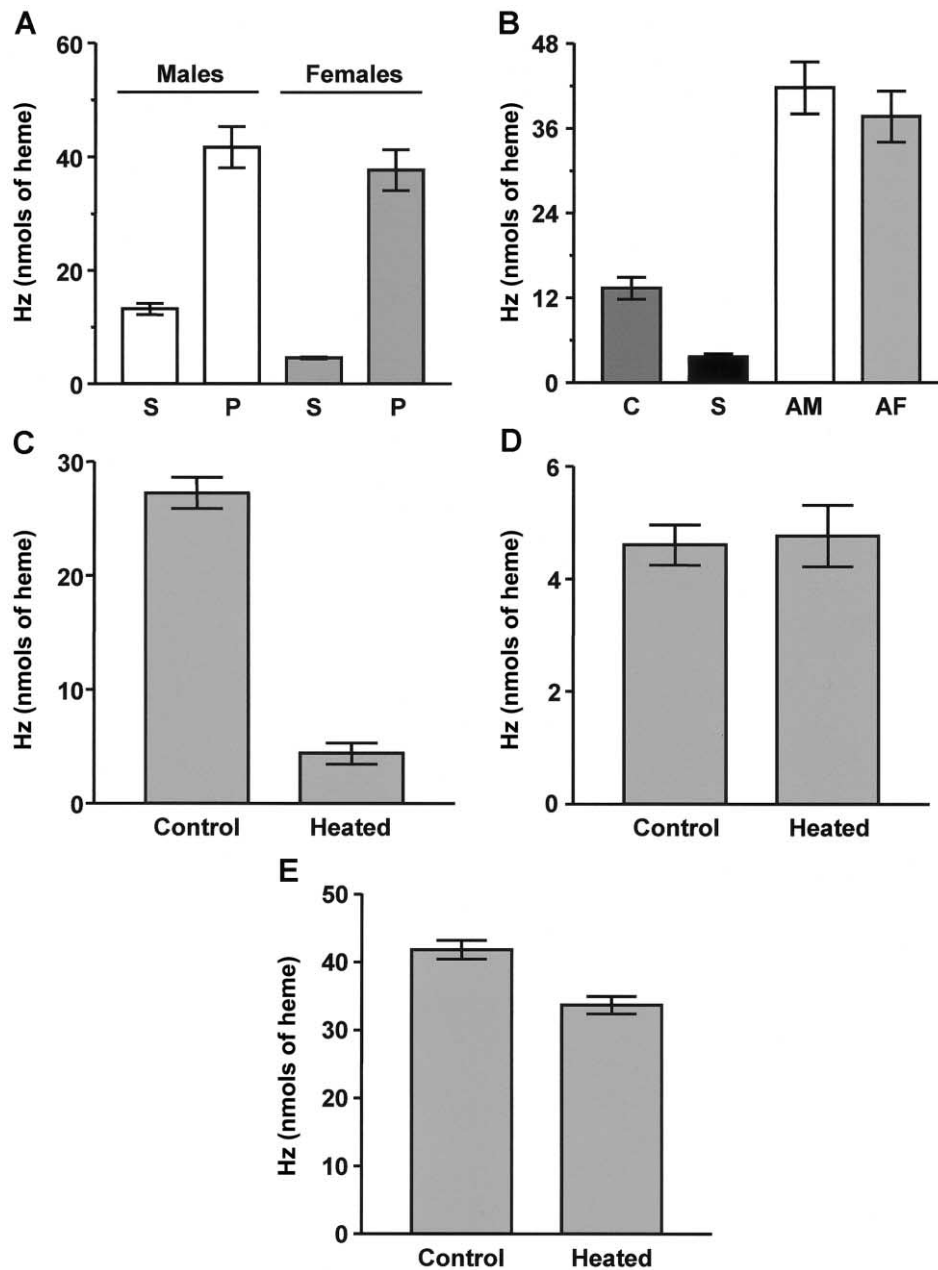 A
Hz (nmols of heme)
60
40
20
0
Males
Females
S P S P
B
Hz (nmols of heme)
48
36
24
12
0
C S AM AF
C
Hz (nmols of heme)
30
20
10
0
Control Heated
D
Hz (nmols of heme)
6
4
2
0
Control Heated
E
Hz (nmols of heme)
50
40
30
20
10
0
Control Heated